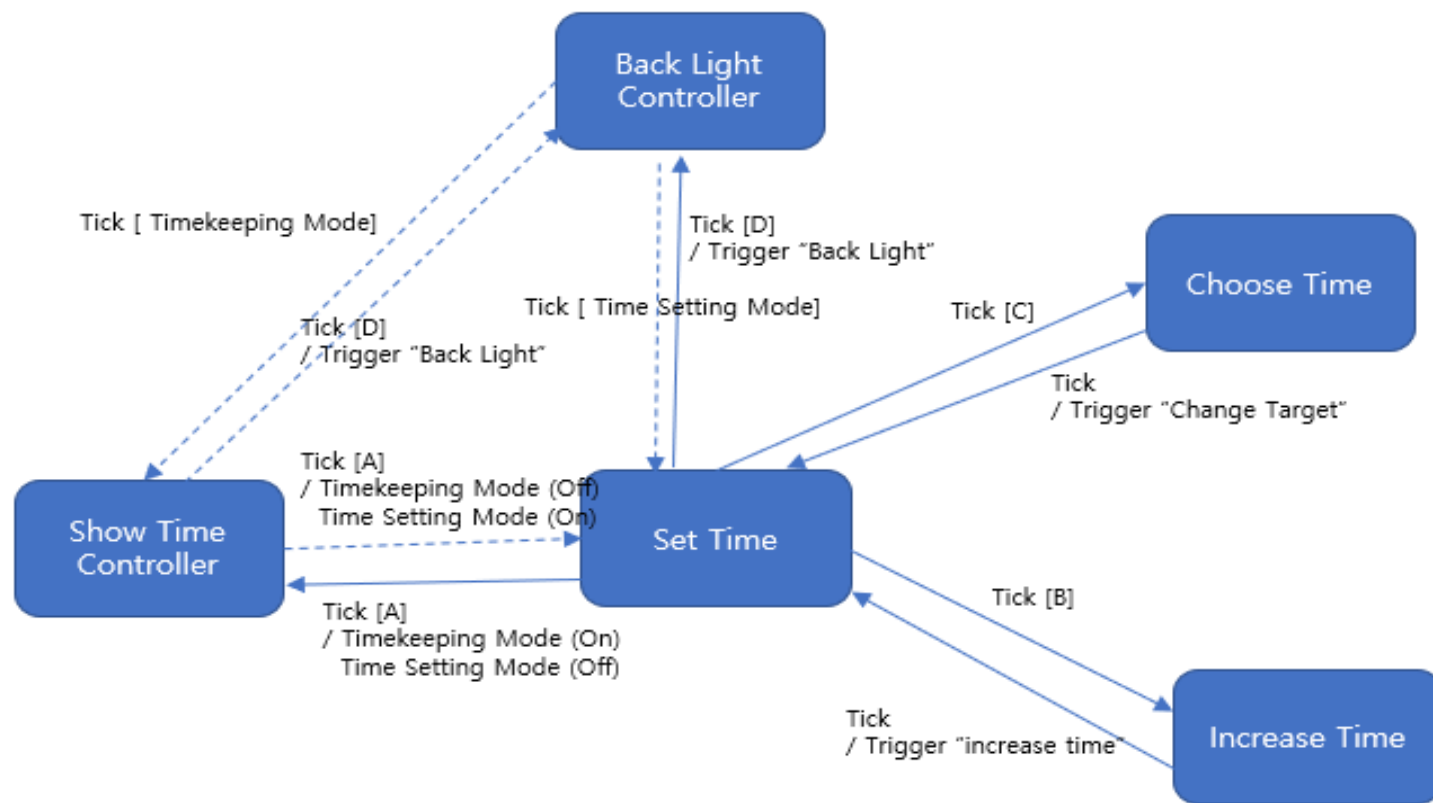 Back Light
Controller
Tick [ Timekeeping Mode]
Tick [D]
/ Trigger “Back Light”
Tick [ Time Setting Mode]
Tick [D]
/ Trigger “Back Light”
Choose Time
Tick [C]
Tick
/ Trigger “Change Target”
Tick [A]
/ Timekeeping Mode (Off)
Time Setting Mode (On)
Show Time
Controller
Set Time
Tick [A]
/ Timekeeping Mode (On)
Time Setting Mode (Off)
Tick [B]
Tick
/ Trigger “increase time”
Increase Time